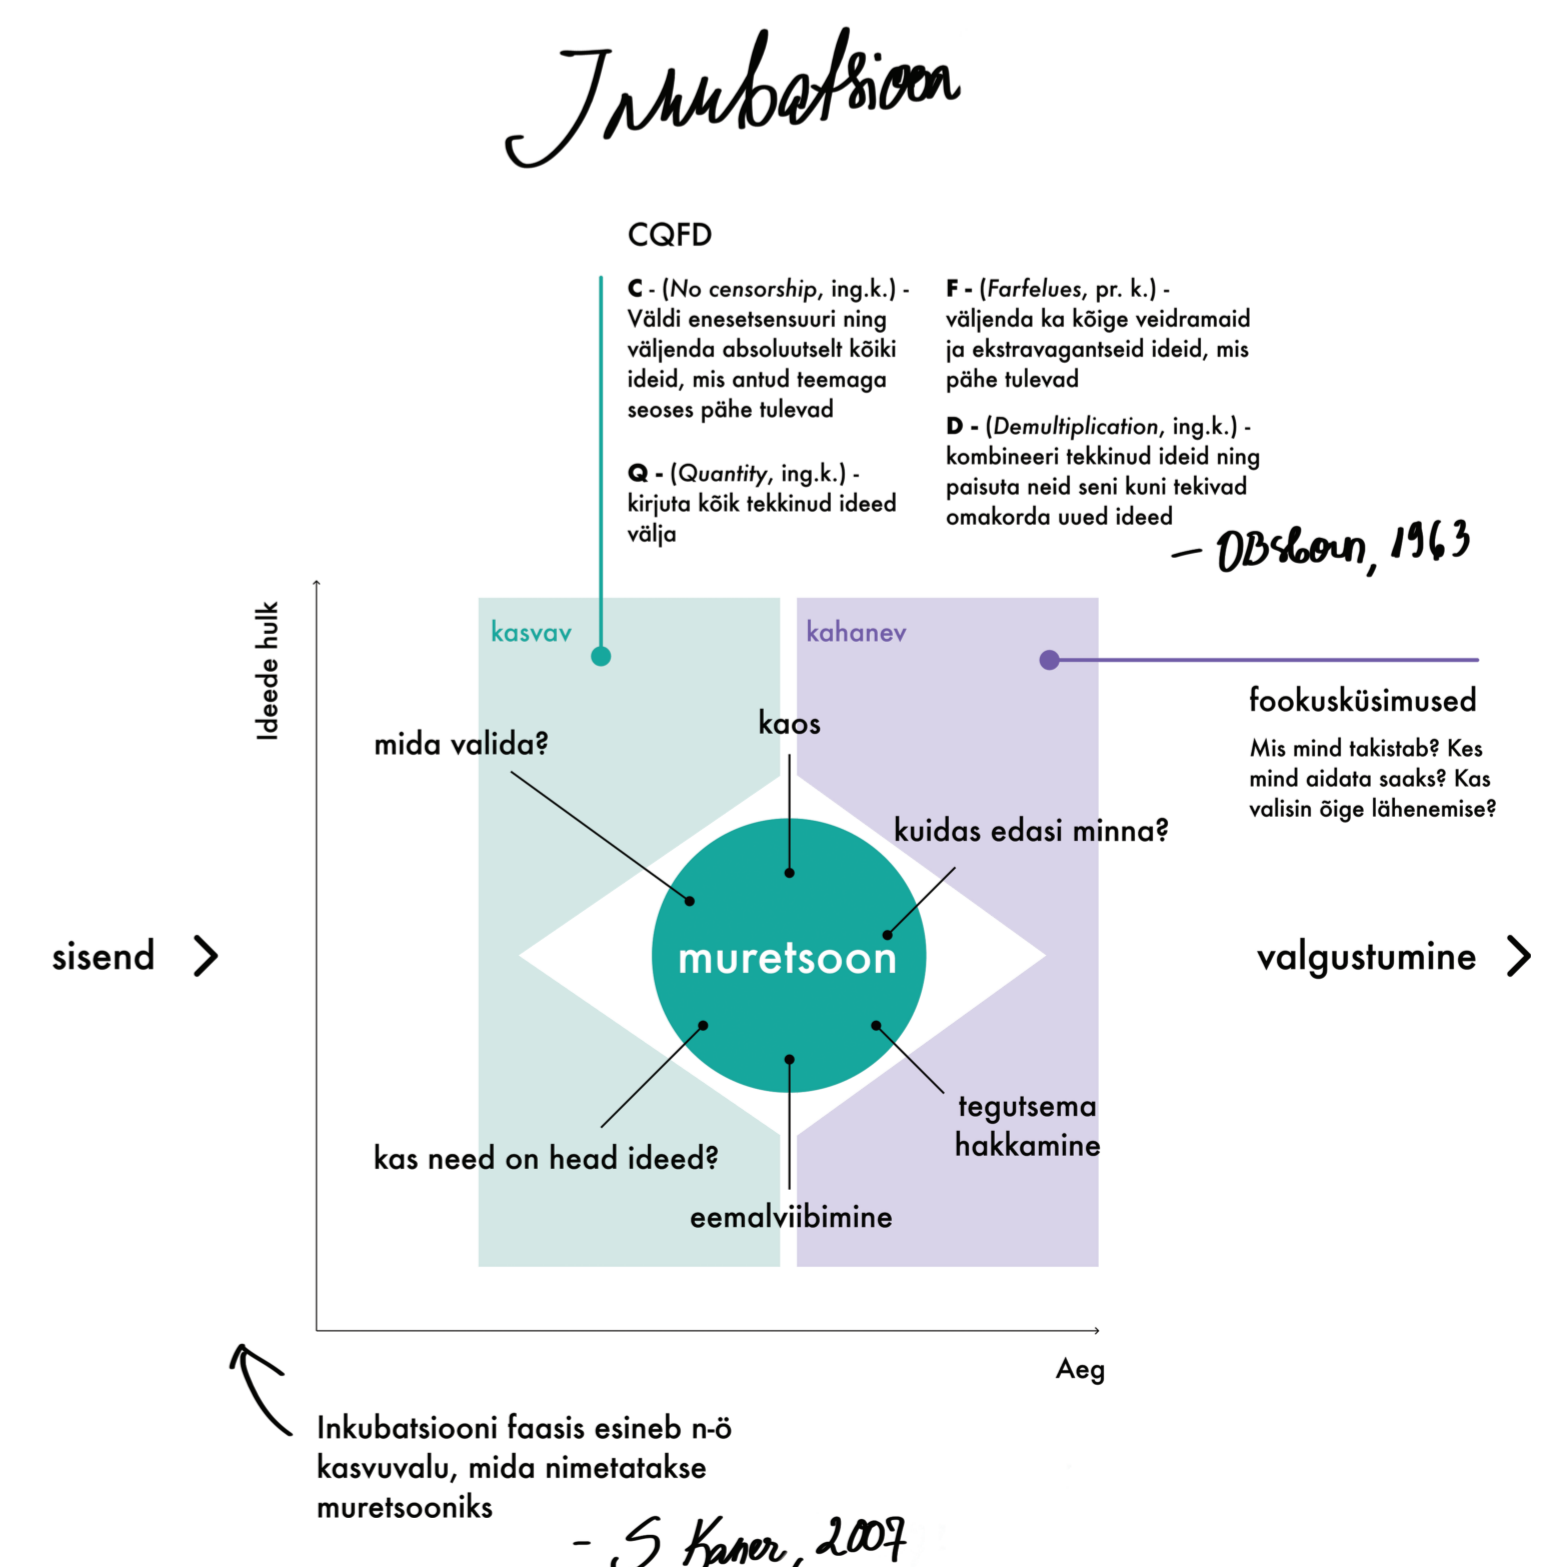 Inkubatsioon
CQFD
C - (No censorship, ing.k.) -
Väldi enesetsensuuri ning
väljenda absoluutselt kõiki
ideid, mis antud teemaga
seoses pähe tulevad
Q - (Quantity, ing.k.) -
kirjuta kõik tekkinud ideed
välja
F - (Farfelues, pr. k.) -
väljenda ka kõige veidramaid
ja ekstravagantseid ideid, mis
pähe tulevad
D - (Demultiplication, ing.k.) -
kombineeri tekkinud ideid ning
paisuta neid seni kuni tekivad
omakorda uued ideed
– , 1963
Ideede hulk
kasvav
kahanev
fookusküsimused
Mis mind takistab? Kes
mind aidata saaks? Kas
valisin õige lähenemise?
mida valida?
kaos
kuidas edasi minna?
sisend >
muretsoon
valgustumine >
kas need on head ideed?
eemalviibimine
tegutsema
hakkamine
Aeg
Inkubatsiooni faasis esineb n-ö
kasvuvalu, mida nimetatakse
muretsooniks
- S Kaner, 2007